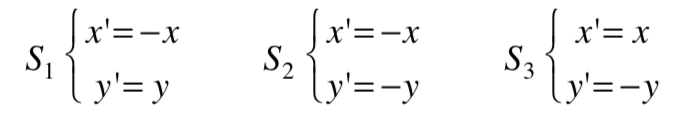 S₁ { x'=−x
y'= y
S₂ { x'=−x
y'=−y
S₃ { x'= x
y'=−y